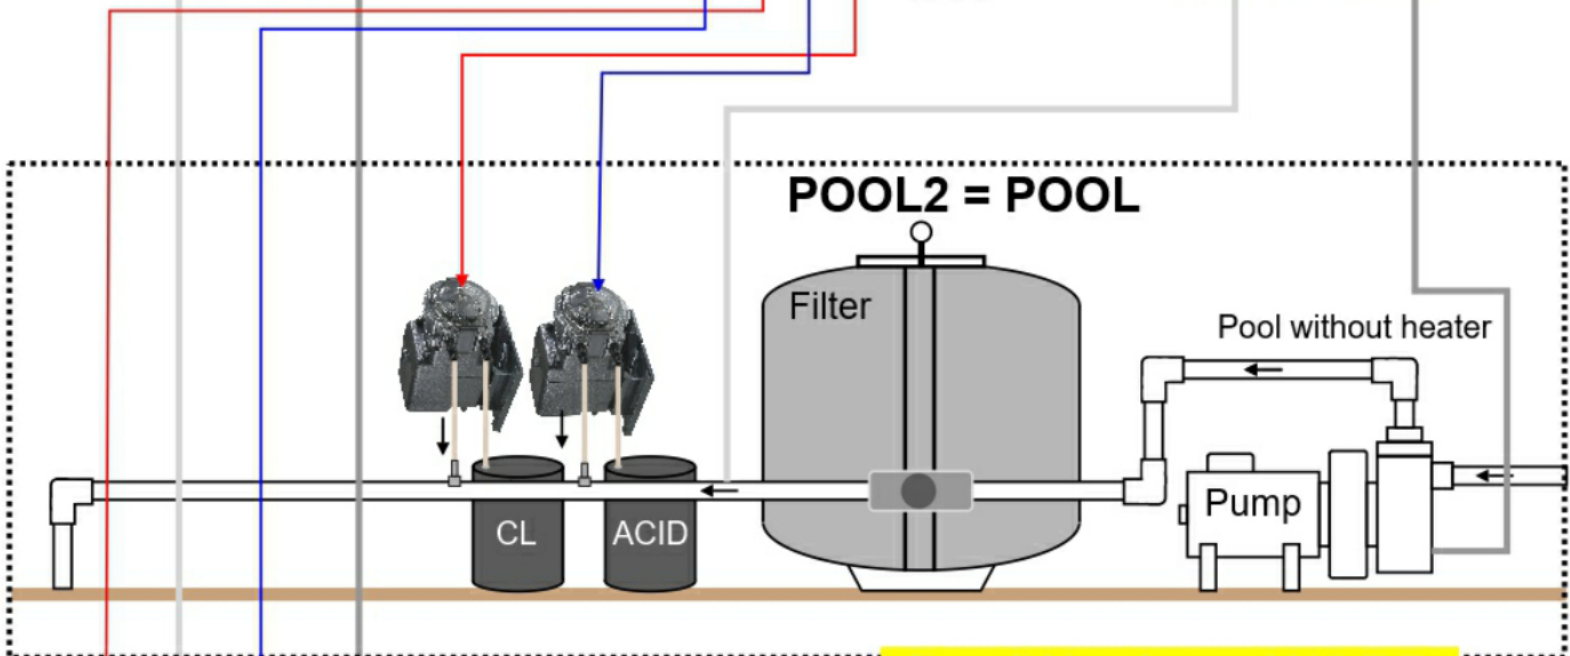 POOL2 = POOL
Filter
Pool without heater
Pump
CL
ACID